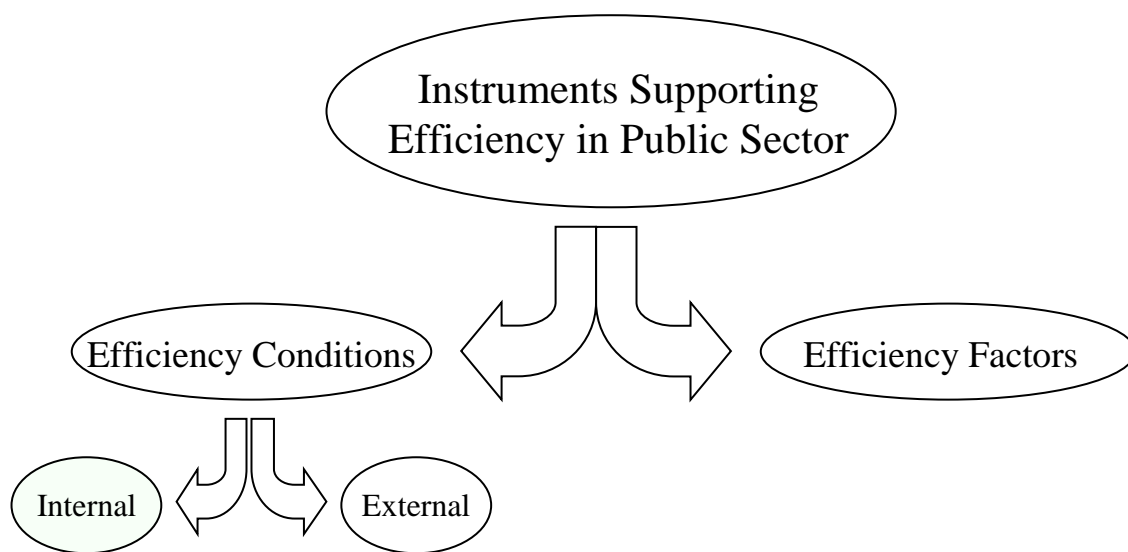 Instruments Supporting
Efficiency in Public Sector
Efficiency Conditions
Efficiency Factors
Internal
External